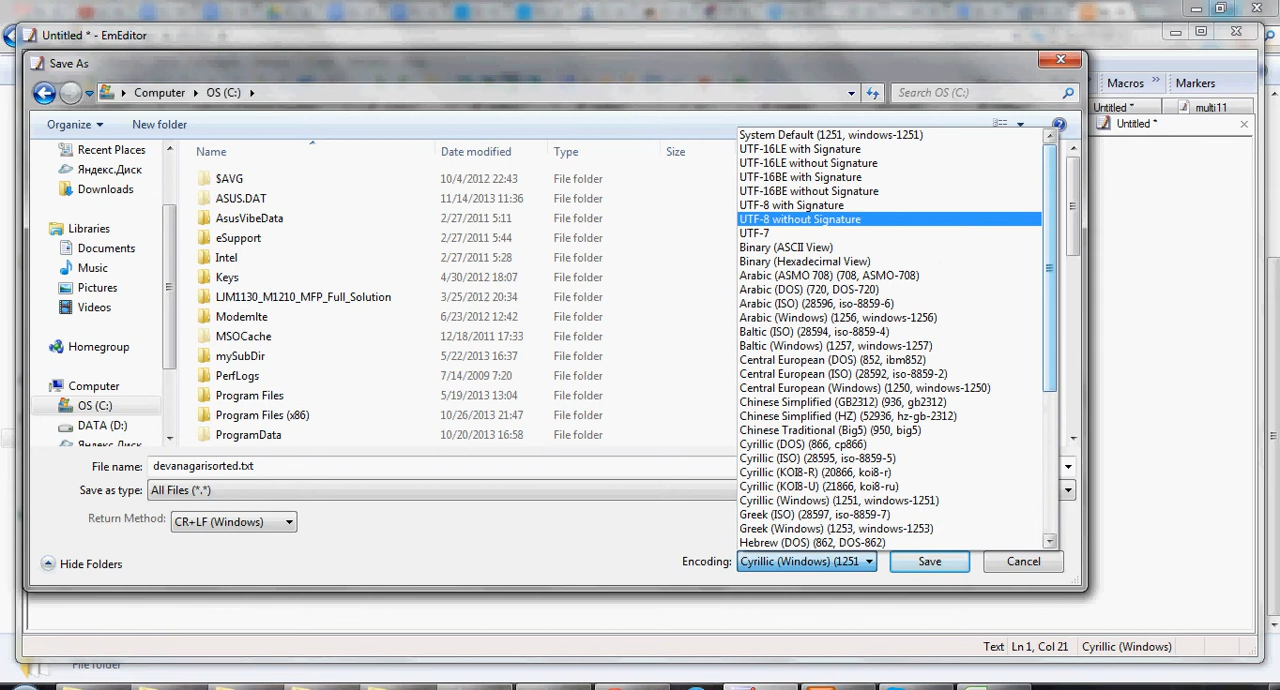 Untitled * - EmEditor
Save As
Computer
OS (C:)
Search OS (C:)
Macros
»
Markers
Organize
New folder
Untitled *
multi11
Untitled *
Recent Places
Яндекс.Диск
Downloads
Libraries
Documents
Music
Pictures
Videos
Homegroup
Computer
OS (C:)
DATA (D:)
Яндекс.Диск
Name
Date modified
Type
Size
$AVG 10/4/2012 22:43 File folder
ASUS.DAT 11/14/2013 11:36 File folder
AsusVibeData 2/27/2011 5:11 File folder
eSupport 2/27/2011 5:44 File folder
Intel 2/27/2011 5:28 File folder
Keys 4/30/2012 18:07 File folder
LJM1130_M1210_MFP_Full_Solution 3/25/2012 20:34 File folder
ModemIte 6/23/2012 12:42 File folder
MSOCache 12/18/2011 17:33 File folder
mySubDir 5/22/2013 16:37 File folder
PerfLogs 7/14/2009 7:20 File folder
Program Files 5/19/2013 13:04 File folder
Program Files (x86) 10/26/2013 21:47 File folder
ProgramData 10/20/2013 16:58 File folder
System Default (1251, windows-1251)
UTF-16LE with Signature
UTF-16LE without Signature
UTF-16BE with Signature
UTF-16BE without Signature
UTF-8 with Signature
UTF-8 without Signature
UTF-7
Binary (ASCII View)
Binary (Hexadecimal View)
Arabic (ASMO 708) (708, ASMO-708)
Arabic (DOS) (720, DOS-720)
Arabic (ISO) (28596, iso-8859-6)
Arabic (Windows) (1256, windows-1256)
Baltic (ISO) (28594, iso-8859-4)
Baltic (Windows) (1257, windows-1257)
Central European (DOS) (852, ibm852)
Central European (ISO) (28592, iso-8859-2)
Central European (Windows) (1250, windows-1250)
Chinese Simplified (GB2312) (936, gb2312)
Chinese Simplified (HZ) (52936, hz-gb-2312)
Chinese Traditional (Big5) (950, big5)
Cyrillic (DOS) (866, cp866)
Cyrillic (ISO) (28595, iso-8859-5)
Cyrillic (KOI8-R) (20866, koi8-r)
Cyrillic (KOI8-U) (21866, koi8-ru)
Cyrillic (Windows) (1251, windows-1251)
Greek (ISO) (28597, iso-8859-7)
Greek (Windows) (1253, windows-1253)
Hebrew (DOS) (862, DOS-862)
File name: devanagarisorted.txt
Save as type: All Files (*.*)
Return Method: CR+LF (Windows)
Hide Folders
Encoding: Cyrillic (Windows) (1251
Save
Cancel
Text Ln 1, Col 21 Cyrillic (Windows)
File folder